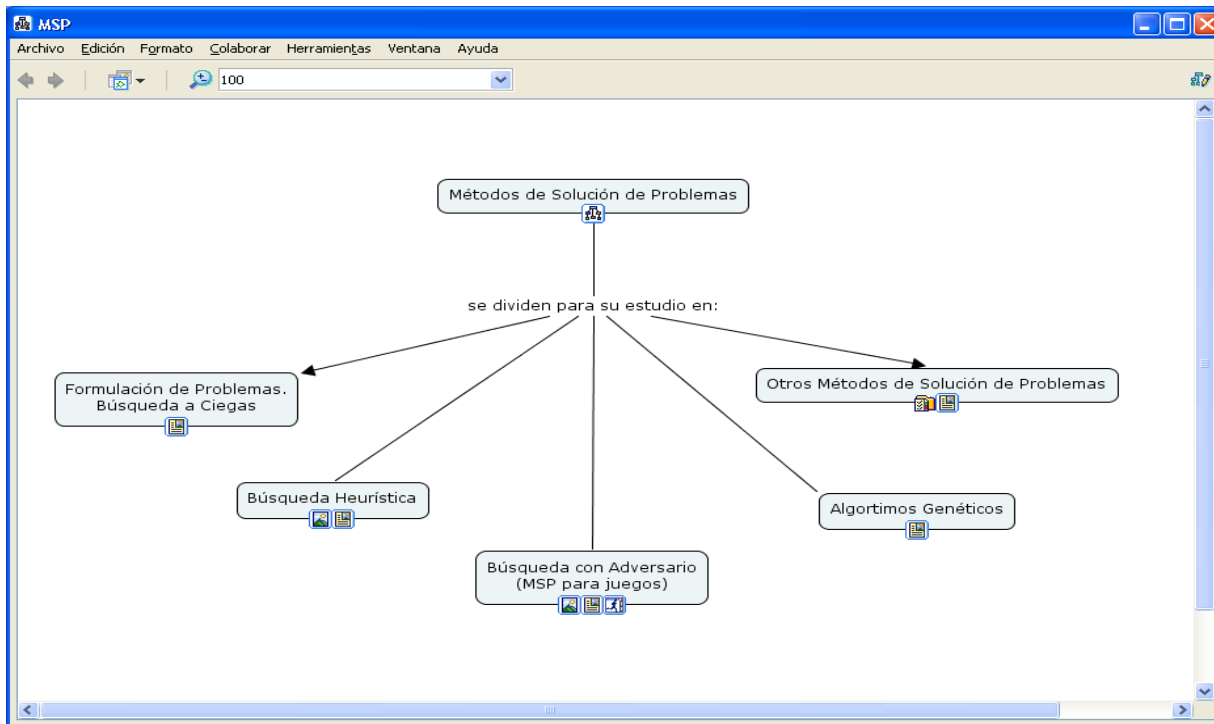 MSP
Archivo Edición Formato Colaborar Herramientas Ventana Ayuda
100
Métodos de Solución de Problemas
se dividen para su estudio en:
Formulación de Problemas.
Búsqueda a Ciegas
Otros Métodos de Solución de Problemas
Búsqueda Heurística
Algortimos Genéticos
Búsqueda con Adversario
(MSP para juegos)